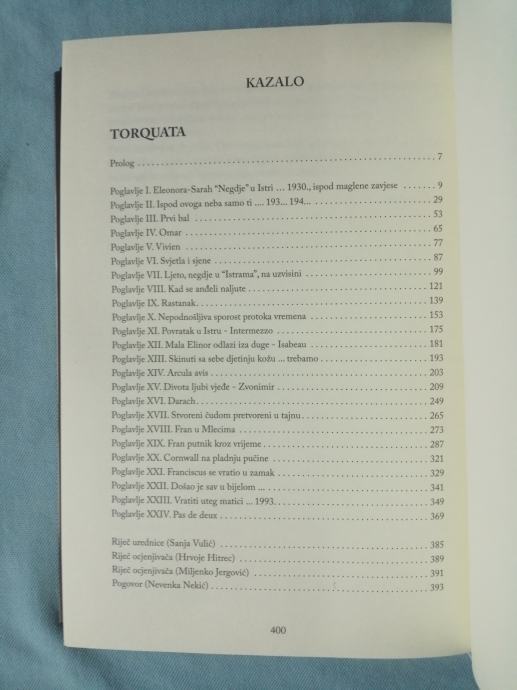 KAZALO
TORQUATA
Prolog ........ 7
Poglavlje I. Eleonora-Sarah "Negdje" u Istri ... 1930., ispod maglene zavjese ........ 9
Poglavlje II. Ispod ovoga neba samo ti .... 193... 194... ........ 29
Poglavlje III. Prvi bal ........ 53
Poglavlje IV. Omar ........ 65
Poglavlje V. Vivien ........ 77
Poglavlje VI. Svjetla i sjene ........ 87
Poglavlje VII. Ljeto, negdje u "Istrama", na uzvisini ........ 99
Poglavlje VIII. Kad se anđeli naljute ........ 121
Poglavlje IX. Rastanak ........ 139
Poglavlje X. Nepodnošljiva sporost protoka vremena ........ 153
Poglavlje XI. Povratak u Istru - Intermezzo ........ 175
Poglavlje XII. Mala Elinor odlazi iza duge - Isabeau ........ 181
Poglavlje XIII. Skinuti sa sebe djetinju kožu ... trebamo ........ 193
Poglavlje XIV. Arcula avis ........ 203
Poglavlje XV. Divota ljubi vjeđe - Zvonimir ........ 209
Poglavlje XVI. Darach ........ 249
Poglavlje XVII. Stvoreni čudom pretvoreni u tajnu ........ 265
Poglavlje XVIII. Fran u Mlecima ........ 273
Poglavlje XIX. Fran putnik kroz vrijeme ........ 287
Poglavlje XX. Cornwall na pladnju pučine ........ 321
Poglavlje XXI. Franciscus se vratio u zamak ........ 329
Poglavlje XXII. Došao je sav u bijelom ... ........ 341
Poglavlje XXIII. Vratiti uteg matici ... 1993. ........ 349
Poglavlje XXIV. Pas de deux ........ 369
Riječ urednice (Sanja Vulić) ........ 385
Riječ ocjenjivača (Hrvoje Hitrec) ........ 389
Riječ ocjenjivača (Miljenko Jergović) ........ 391
Pogovor (Nevenka Nekić) ........ 393
400